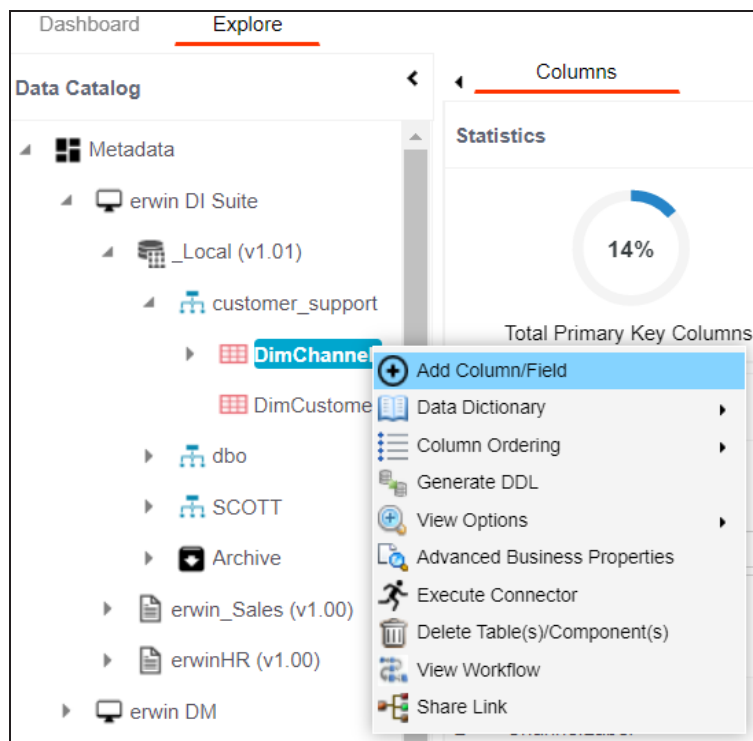 Dashboard
Explore
Data Catalog
Columns
Metadata
Statistics
erwin DI Suite
_Local (v1.01)
14%
customer_support
Total Primary Key Columns
DimChannel
Add Column/Field
DimCustome
Data Dictionary
Column Ordering
dbo
Generate DDL
SCOTT
View Options
Archive
Advanced Business Properties
Execute Connector
erwin_Sales (v1.00)
Delete Table(s)/Component(s)
erwinHR (v1.00)
View Workflow
erwin DM
Share Link